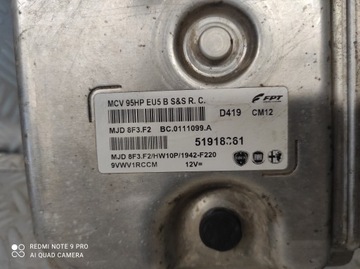 MCV 95HP EU5 B S&S R. C.
FPT
D419 CM12
MJD 8F3.F2 BC.0111099.A
MJD 8F3.F2/HW10P/1942-F220
9VWV1RCCM 12V=
REDMI NOTE 9 PRO
AI QUAD CAMERA